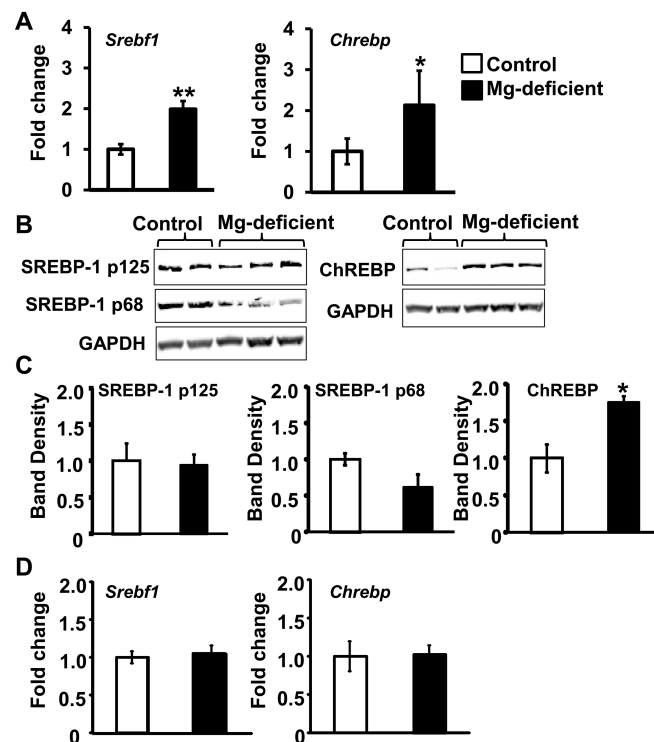 A
Srebf1
Fold change
4
3
2
1
0
**
Chrebp
Fold change
4
3
2
1
0
*
Control
Mg-deficient
B
Control Mg-deficient
SREBP-1 p125
SREBP-1 p68
GAPDH
Control Mg-deficient
ChREBP
GAPDH
C
SREBP-1 p125
Band Density
2.0
1.5
1.0
0.5
0
SREBP-1 p68
Band Density
2.0
1.5
1.0
0.5
0
ChREBP
Band Density
2.0
1.5
1.0
0.5
0
*
D
Srebf1
Fold change
2.0
1.5
1.0
0.5
0
Chrebp
Fold change
2.0
1.5
1.0
0.5
0